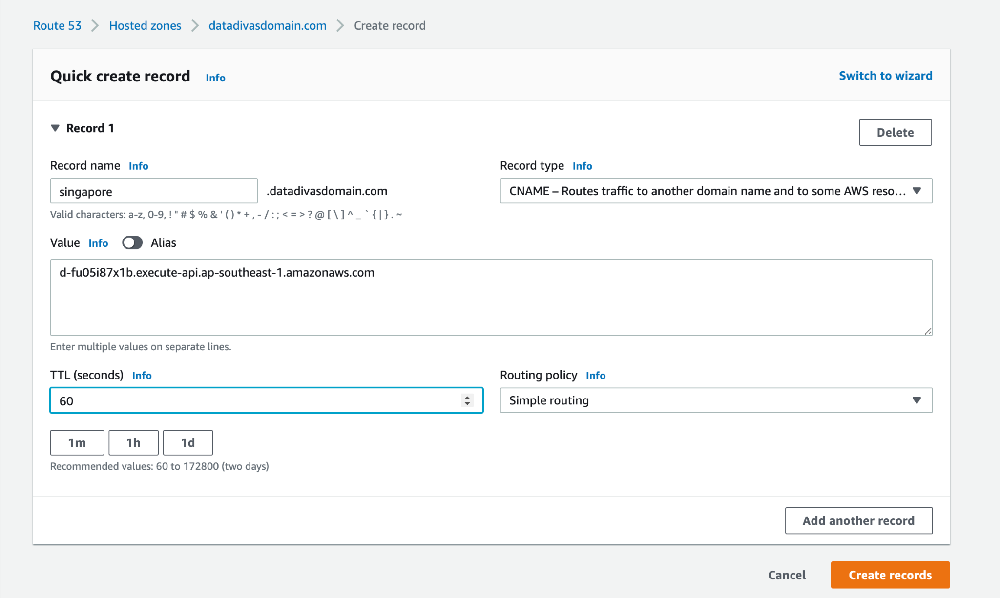 Route 53 Hosted zones datadivasdomain.com Create record
Quick create record Info Switch to wizard
Record 1 Delete
Record name Info
singapore .datadivasdomain.com
Valid characters: a-z, 0-9, ! " # $ % & ' ( ) * + , - / : ; < = > ? @ [ \ ] ^ _ ` { | } . ~
Record type Info
CNAME – Routes traffic to another domain name and to some AWS reso...
Value Info Alias
d-fu05i87x1b.execute-api.ap-southeast-1.amazonaws.com
Enter multiple values on separate lines.
TTL (seconds) Info
60
1m 1h 1d
Recommended values: 60 to 172800 (two days)
Routing policy Info
Simple routing
Add another record
Cancel Create records